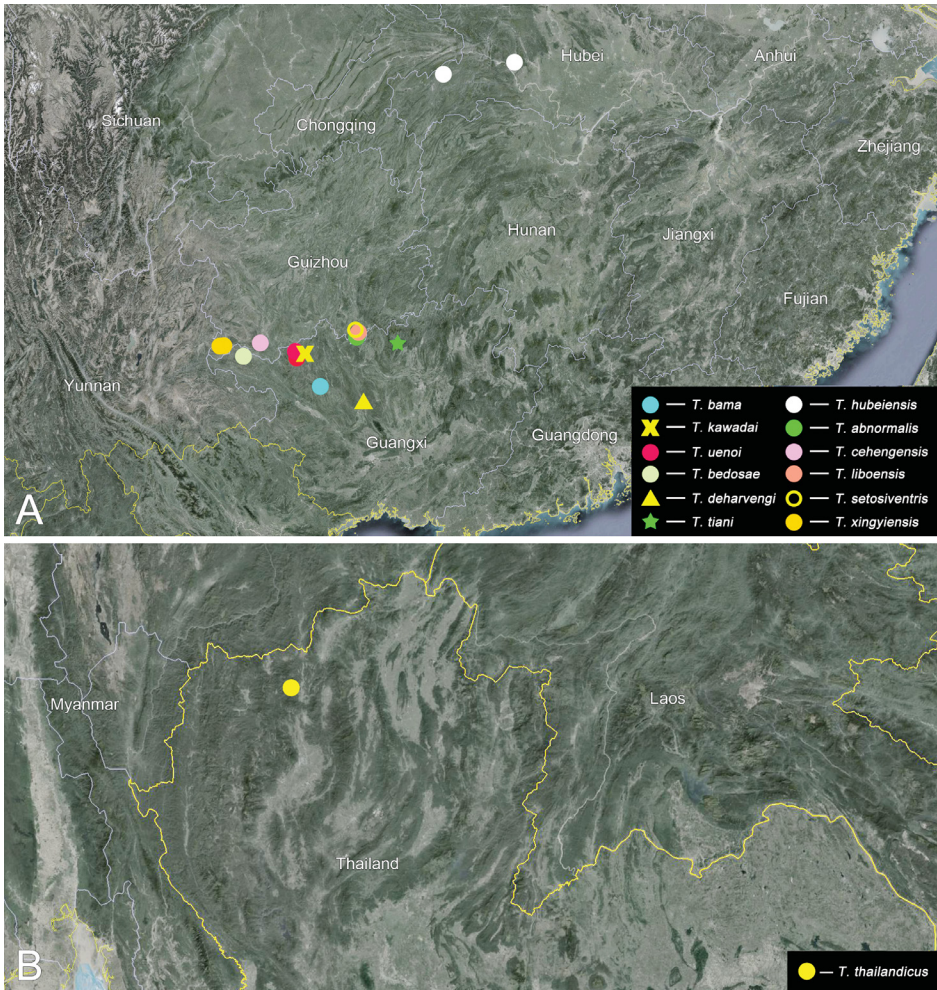 Hubei
Anhui
Sichuan
Chongqing
Zhejiang
Hunan
Jiangxi
Guizhou
Fujian
Yunnan
Guangxi
Guangdong
— T. bama
— T. hubeiensis
— T. kawadai
— T. abnormalis
— T. uenoi
— T. cehengensis
— T. bedosae
— T. liboensis
— T. deharvengi
— T. setosiventris
— T. tiani
— T. xingyiensis
A
Myanmar
Laos
Thailand
B
— T. thailandicus